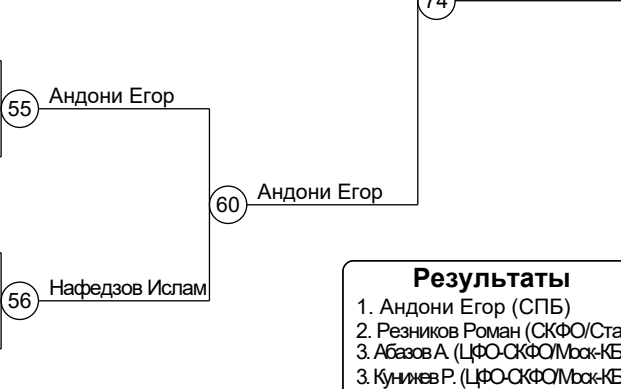 74
55 Андони Егор
60 Андони Егор
56 Нафедзов Ислам
Результаты
1. Андони Егор (СПБ)
2. Резников Роман (СКФО/Ста
3. Абазов А. (ЦФО-СКФО/Моск-КБ
3. Кунижев Р. (ЦФО-СКФО/Моск-КБ